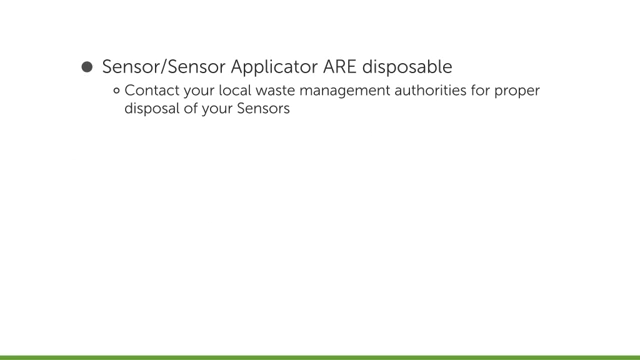 ● Sensor/Sensor Applicator ARE disposable
○ Contact your local waste management authorities for proper
disposal of your Sensors